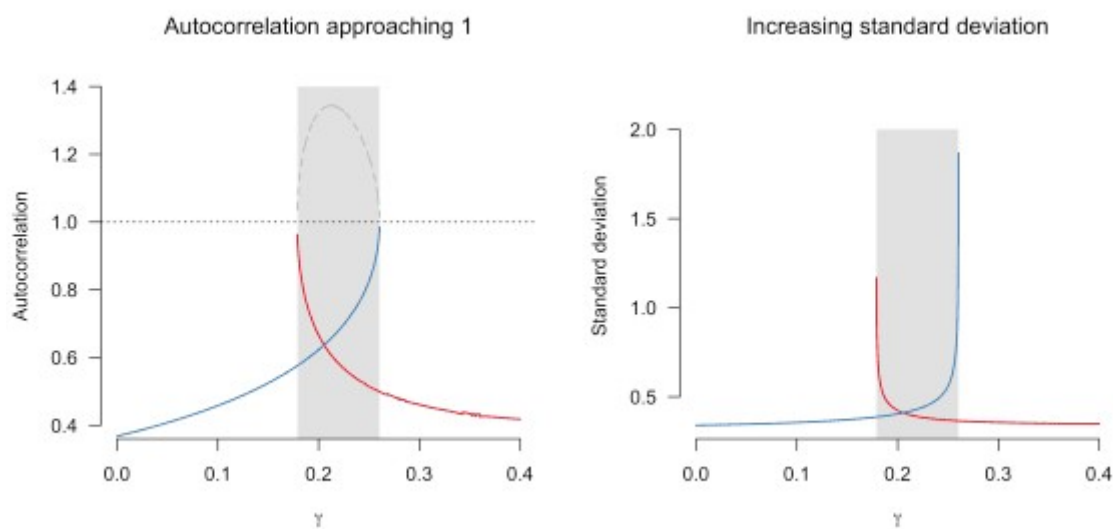 Autocorrelation approaching 1
Autocorrelation
1.4
1.2
1.0
0.8
0.6
0.4
0.0 0.1 0.2 0.3 0.4
γ
Increasing standard deviation
Standard deviation
2.0
1.5
1.0
0.5
0.0 0.1 0.2 0.3 0.4
γ